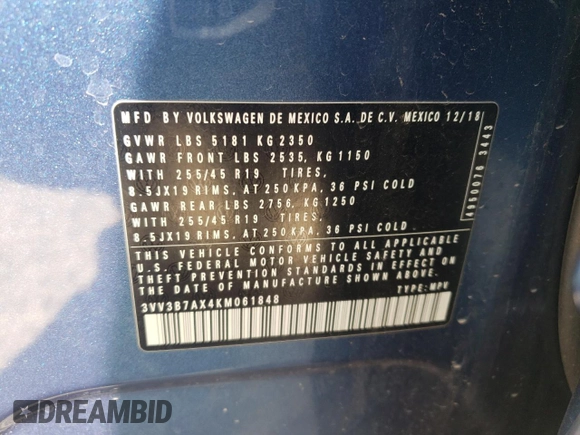 MFD BY VOLKSWAGEN DE MEXICO S.A. DE C.V. MEXICO 12/18
GVWR LBS 5181 KG 2350
GAWR FRONT LBS 2535, KG 1150
WITH 255/45 R19 TIRES,
8.5JX19 RIMS, AT 250 KPA, 36 PSI COLD
GAWR REAR LBS 2756, KG 1250
WITH 255/45 R19 TIRES,
8.5JX19 RIMS, AT 250 KPA, 36 PSI COLD
THIS VEHICLE CONFORMS TO ALL APPLICABLE
U.S. FEDERAL MOTOR VEHICLE SAFETY AND
THEFT PREVENTION STANDARDS IN EFFECT ON
THE DATE OF MANUFACTURE SHOWN ABOVE.
3VV3B7AX4KM061848 TYPE: MPV
4950078 3443
DREAMBID